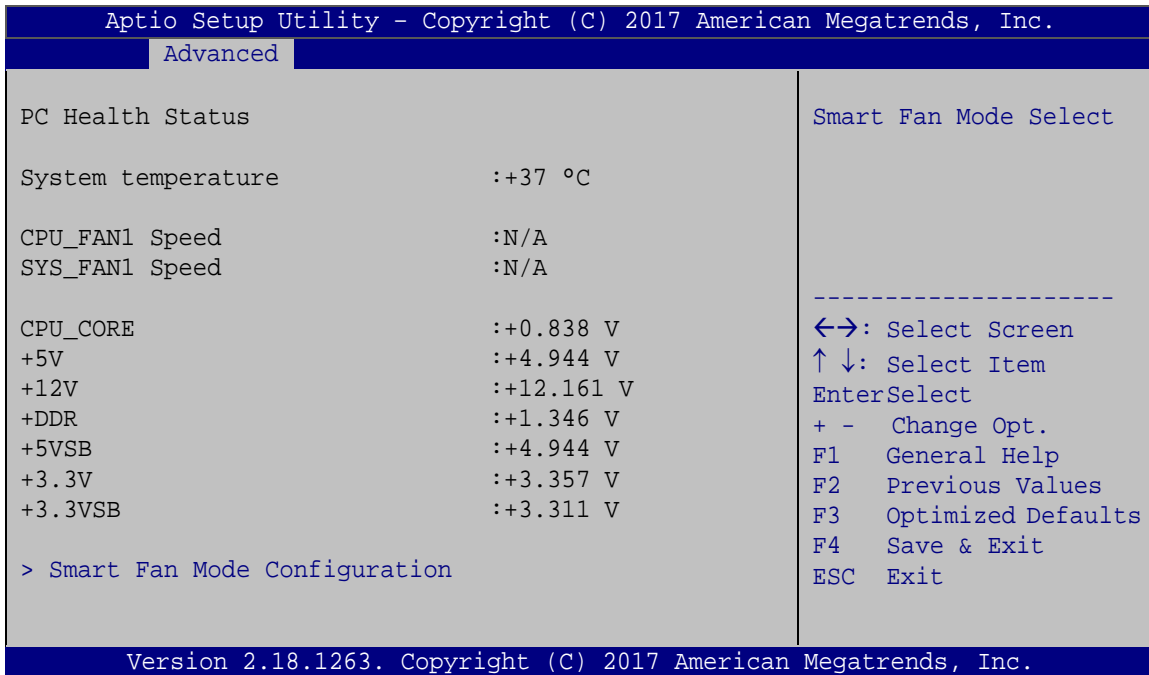 Aptio Setup Utility – Copyright (C) 2017 American Megatrends, Inc.
Advanced
PC Health Status
System temperature :+37 °C
CPU_FAN1 Speed :N/A
SYS_FAN1 Speed :N/A
CPU_CORE :+0.838 V
+5V :+4.944 V
+12V :+12.161 V
+DDR :+1.346 V
+5VSB :+4.944 V
+3.3V :+3.357 V
+3.3VSB :+3.311 V
> Smart Fan Mode Configuration
Smart Fan Mode Select
---------------------
←→: Select Screen
↑ ↓: Select Item
EnterSelect
+ - Change Opt.
F1 General Help
F2 Previous Values
F3 Optimized Defaults
F4 Save & Exit
ESC Exit
Version 2.18.1263. Copyright (C) 2017 American Megatrends, Inc.